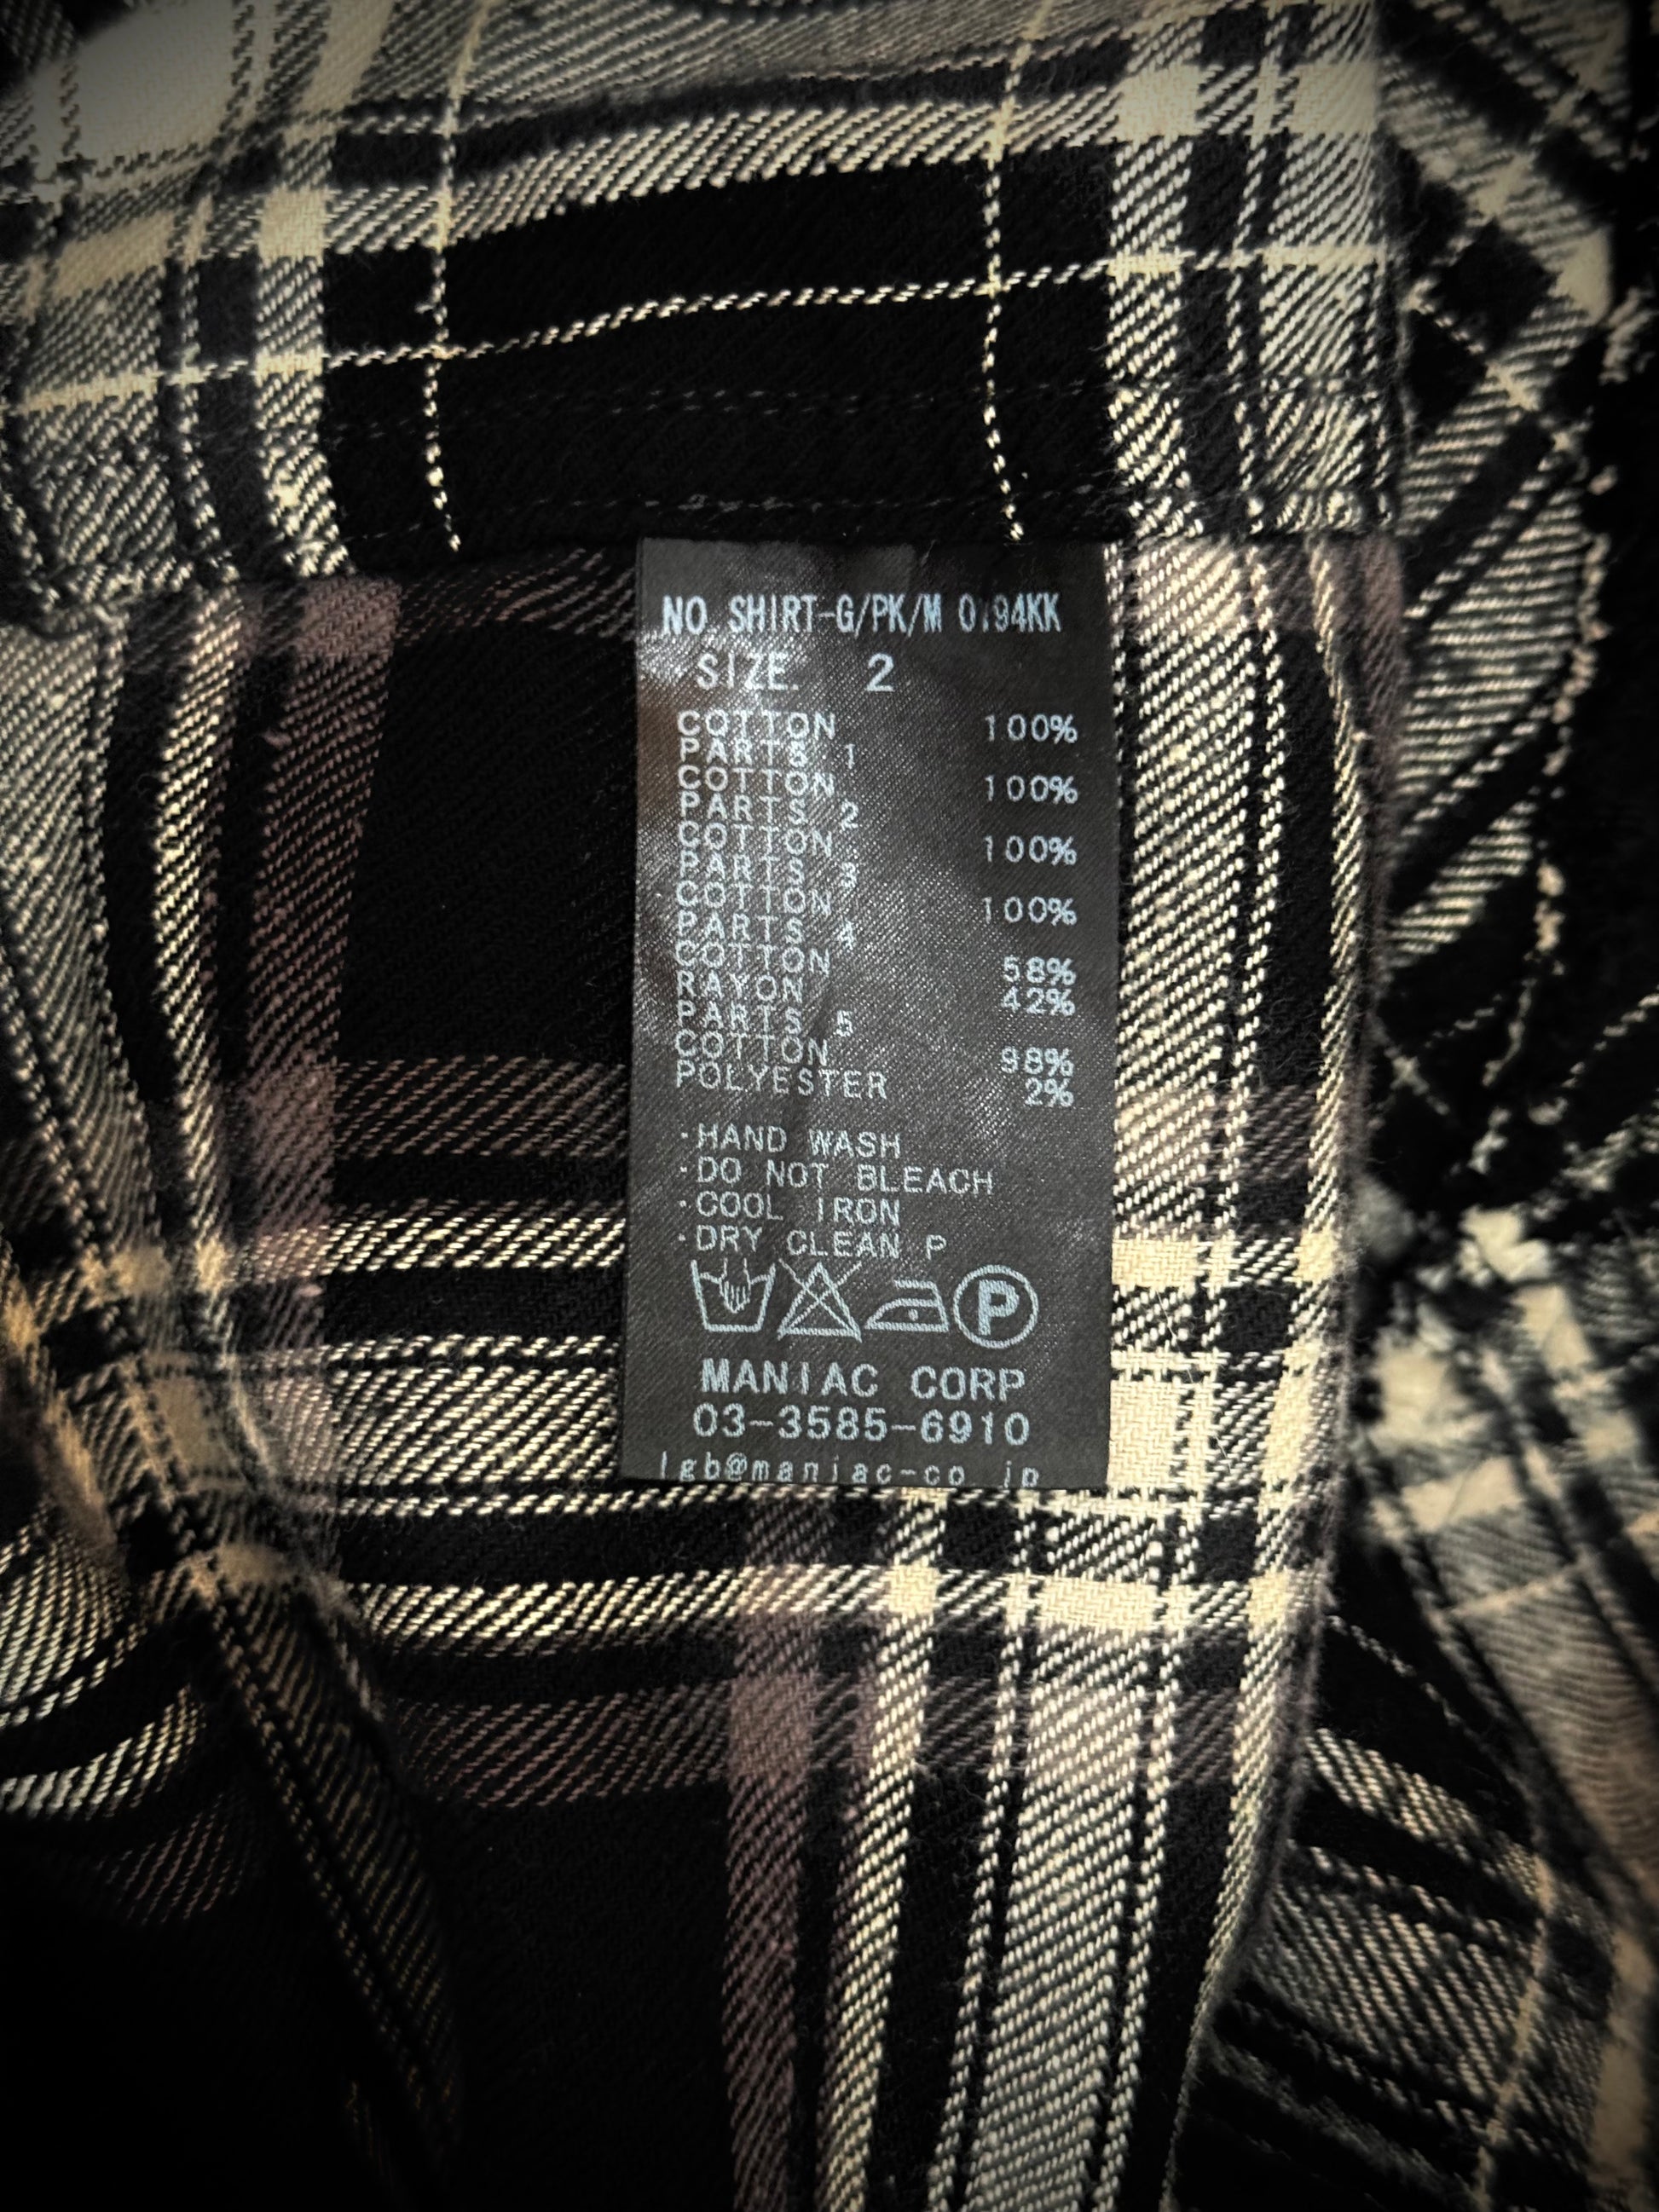 NO. SHIRT-G/PK/M
·SIZE. 2
COTTON 100%
PARTS 1
COTTON 100%
PARTS 2
COTTON 100%
PARTS 3
COTTON 100%
PARTS 4
COTTON 58%
RAYON 42%
PARTS 5
COTTON 98%
POLYESTER 2%
·HAND WASH
·DO NOT BLEACH
·COOL IRON
·DRY CLEAN P
P
MANIAC CORP
03-3585-6910
lgb@maniac-co.jp